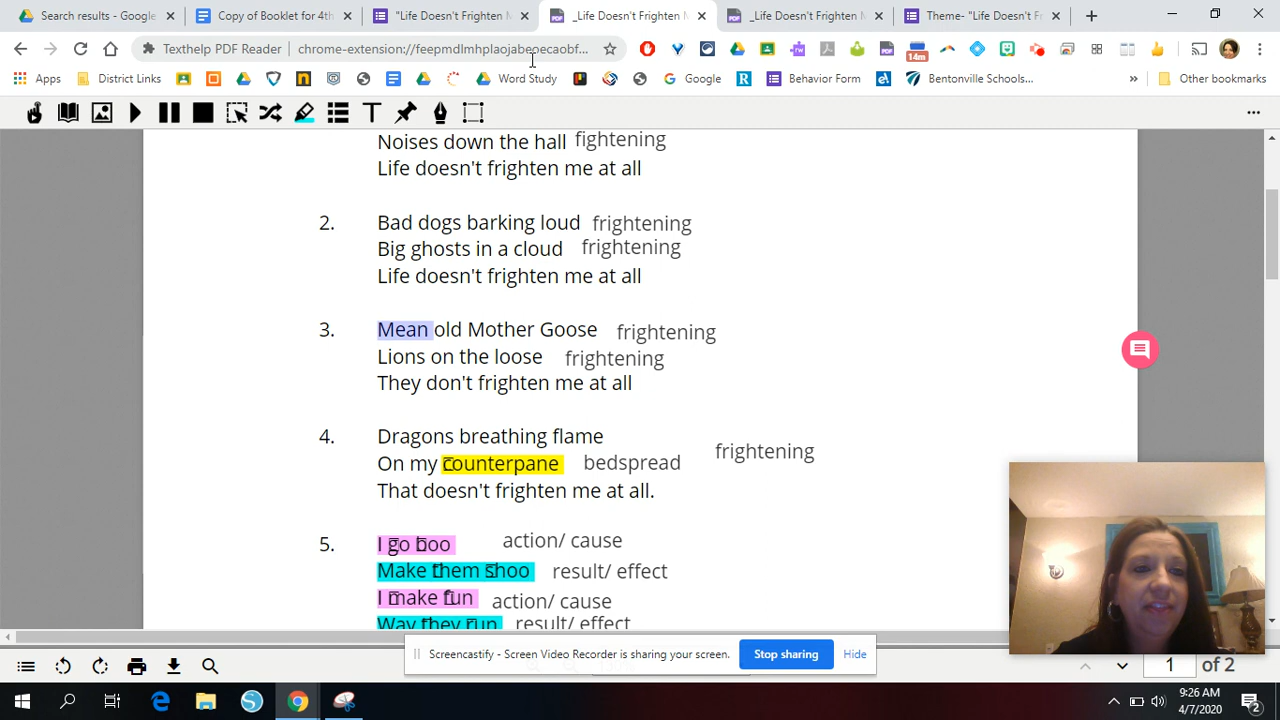 Search results - Google
Copy of Booklet for 4th
"Life Doesn't Frighten M
_Life Doesn't Frighten M
_Life Doesn't Frighten M
Theme- "Life Doesn't Fr
Texthelp PDF Reader
chrome-extension://feepmdlmhplaojabeoecaobf...
14m
Apps
District Links
Word Study
Google
Behavior Form
Bentonville Schools...
»
Other bookmarks
Noises down the hall fightening
Life doesn't frighten me at all
2. Bad dogs barking loud frightening
Big ghosts in a cloud frightening
Life doesn't frighten me at all
3. Mean old Mother Goose frightening
Lions on the loose frightening
They don't frighten me at all
4. Dragons breathing flame
frightening
On my counterpane bedspread
That doesn't frighten me at all.
5. I go boo action/ cause
Make them shoo result/ effect
I make fun action/ cause
Way they run result/ effect
Screencastify - Screen Video Recorder is sharing your screen. Stop sharing Hide
1 of 2
9:26 AM
4/7/2020
2